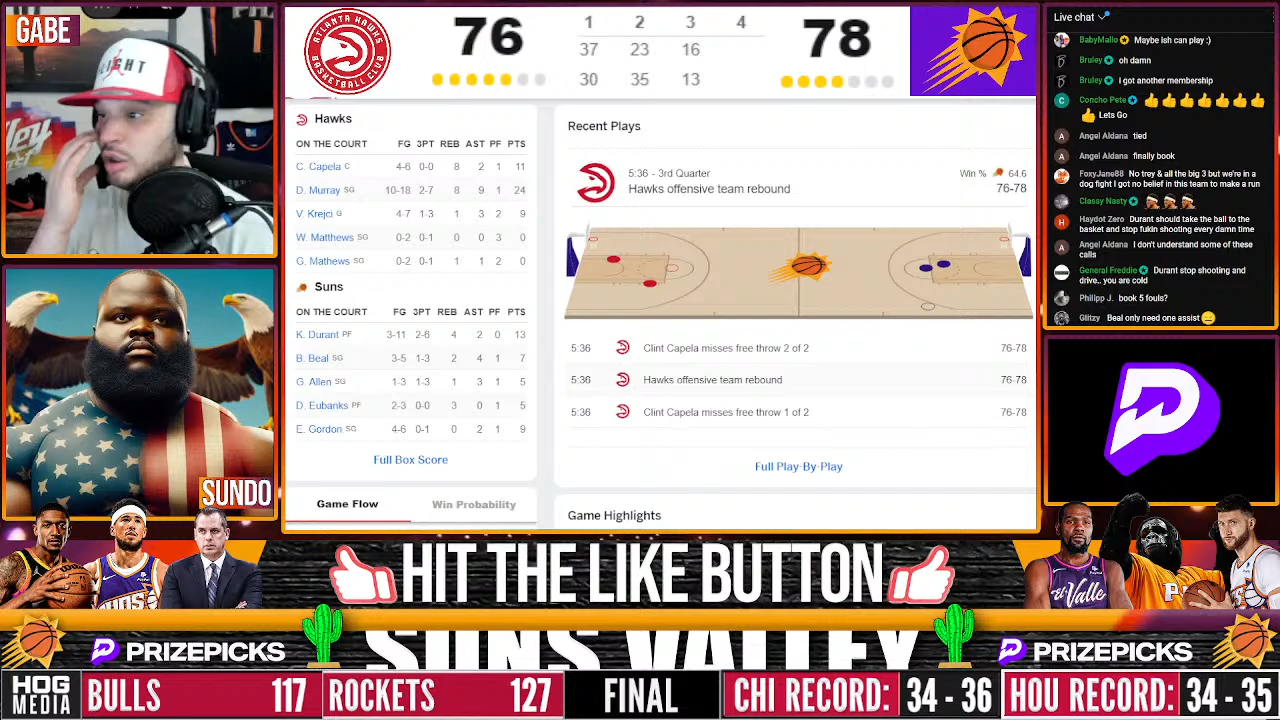 GABE
ATLANTA HAWKS
BASKETBALL CLUB
76
1 2 3 4
37 23 16
30 35 13
78
Hawks
ON THE COURT FG 3PT REB AST PF PTS
C. Capela C 4-6 0-0 8 2 1 11
D. Murray SG 10-18 2-7 8 9 1 24
V. Krejci G 4-7 1-3 1 3 2 9
W. Matthews SG 0-2 0-1 0 0 3 0
G. Mathews SG 0-2 0-1 1 1 2 0
Suns
ON THE COURT FG 3PT REB AST PF PTS
K. Durant PF 3-11 2-6 4 2 0 13
B. Beal SG 3-5 1-3 2 4 1 7
G. Allen SG 1-3 1-3 1 3 1 5
D. Eubanks PF 2-3 0-0 3 0 1 5
E. Gordon SG 4-6 0-1 0 2 1 9
Full Box Score
Game Flow Win Probability
Recent Plays
5:36 - 3rd Quarter
Hawks offensive team rebound
Win % 64.6
76-78
5:36 Clint Capela misses free throw 2 of 2 76-78
5:36 Hawks offensive team rebound 76-78
5:36 Clint Capela misses free throw 1 of 2 76-78
Full Play-By-Play
Game Highlights
Live chat
BabyMallo Maybe ish can play :)
Bruley oh damn
Bruley I got another membership
Concho Pete 👍👍👍👍👍👍
👍 Lets Go
Angel Aldana tied
Angel Aldana finally book
FoxyJane88 No trey & all the big 3 but we're in a
dog fight I got no belief in this team to make a run
Classy Nasty
Haydot Zero Durant should take the ball to the
basket and stop fukin shooting every damn time
Angel Aldana I don't understand some of these
calls
General Freddie Durant stop shooting and
drive.. you are cold
Philipp J. book 5 fouls?
Glitzy Beal only need one assist 😑
SUNDO
HIT THE LIKE BUTTON
SUNS VALLEY
PRIZEPICKS
PRIZEPICKS
HOG
MEDIA
BULLS 117 ROCKETS 127 FINAL CHI RECORD: 34 - 36 HOU RECORD: 34 - 35